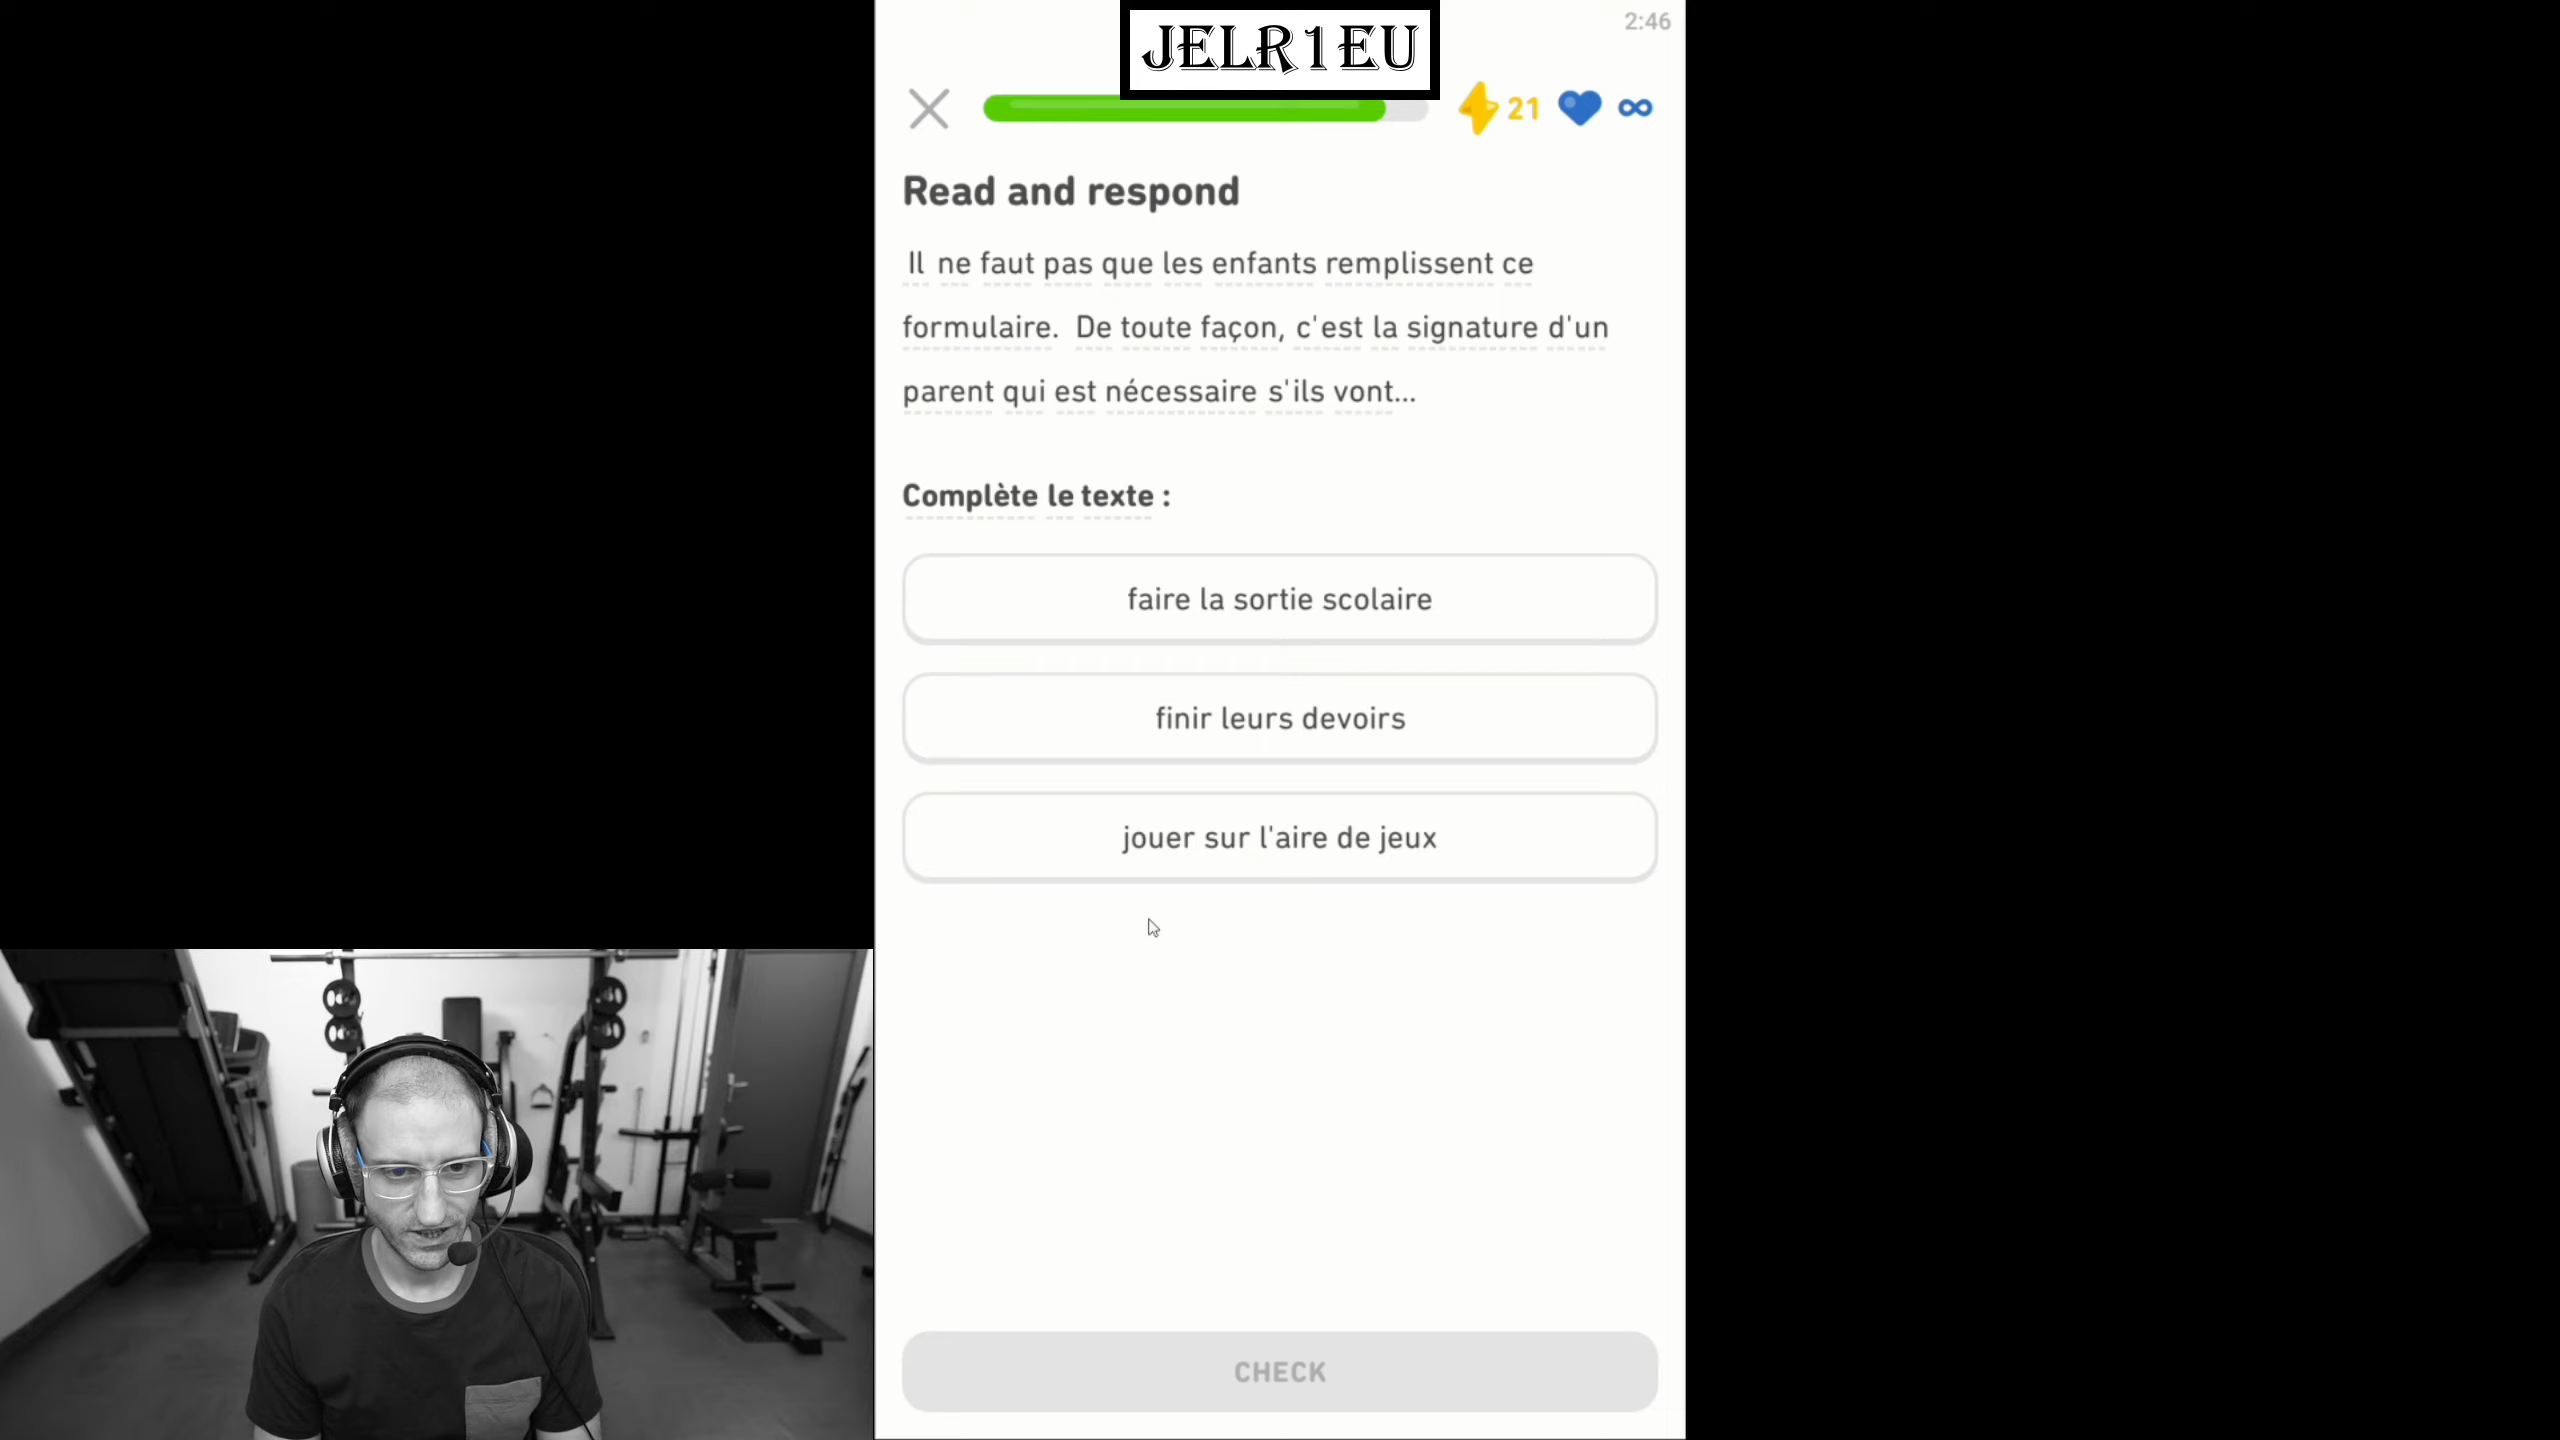 JELR1EU
2:46
21
Read and respond
Il ne faut pas que les enfants remplissent ce
formulaire. De toute façon, c'est la signature d'un
parent qui est nécessaire s'ils vont...
Complète le texte :
faire la sortie scolaire
finir leurs devoirs
jouer sur l'aire de jeux
CHECK